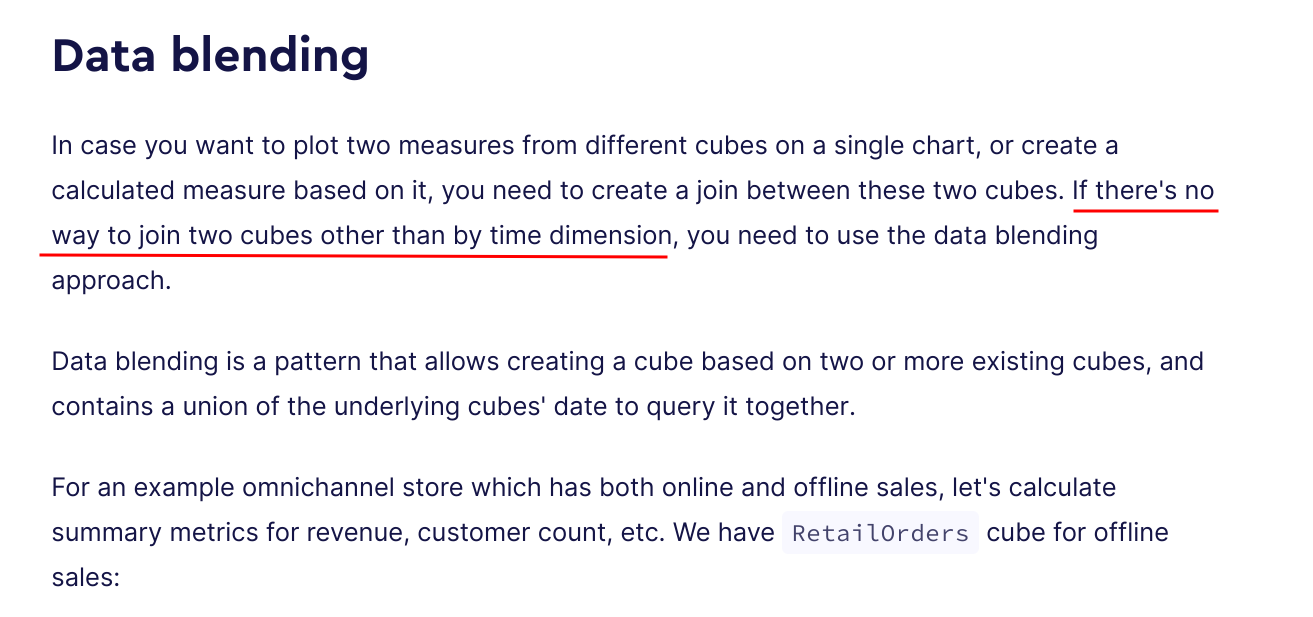 Data blending
In case you want to plot two measures from different cubes on a single chart, or create a
calculated measure based on it, you need to create a join between these two cubes. If there's no
way to join two cubes other than by time dimension, you need to use the data blending
approach.
Data blending is a pattern that allows creating a cube based on two or more existing cubes, and
contains a union of the underlying cubes' date to query it together.
For an example omnichannel store which has both online and offline sales, let's calculate
summary metrics for revenue, customer count, etc. We have RetailOrders cube for offline
sales: